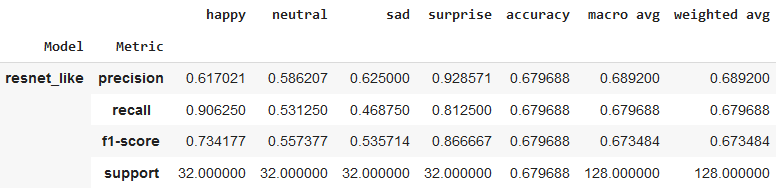 happy neutral sad surprise accuracy macro avg weighted avg
Model Metric
resnet_like precision 0.617021 0.586207 0.625000 0.928571 0.679688 0.689200 0.689200
recall 0.906250 0.531250 0.468750 0.812500 0.679688 0.679688 0.679688
f1-score 0.734177 0.557377 0.535714 0.866667 0.679688 0.673484 0.673484
support 32.000000 32.000000 32.000000 32.000000 0.679688 128.000000 128.000000